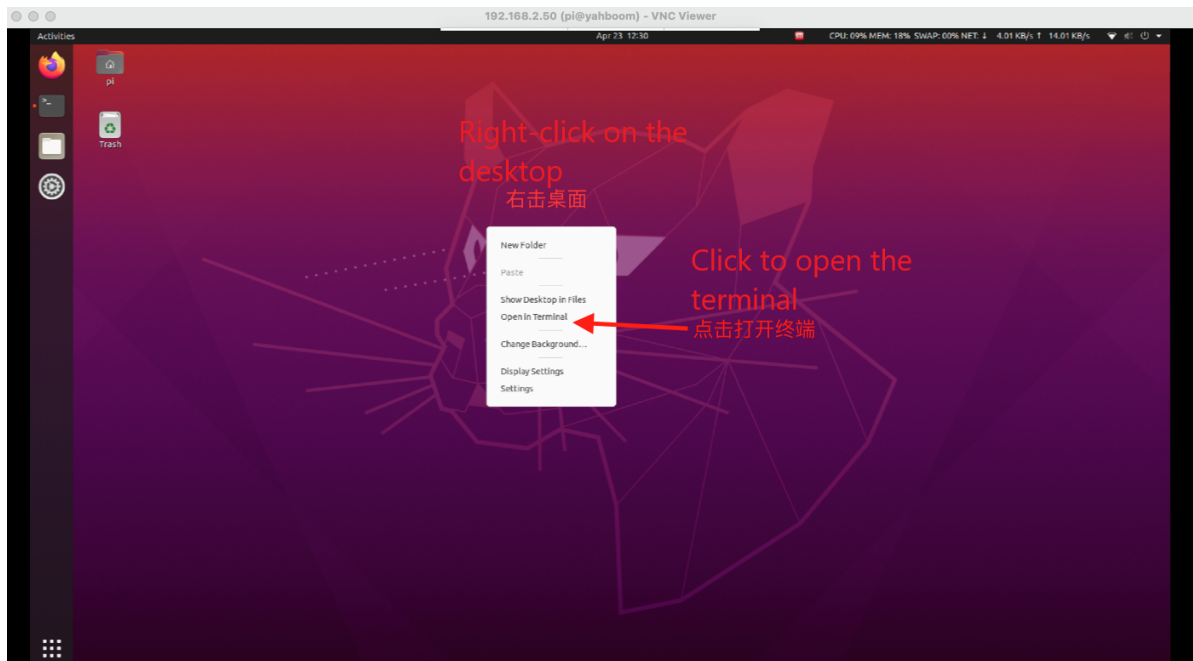 192.168.2.50 (pi@yahboom) - VNC Viewer
Activities
Apr 23 12:30
CPU: 09% MEM: 18% SWAP: 00% NET: ↓ 4.01 KB/s ↑ 14.01 KB/s
pi
Trash
Right-click on the
desktop
右击桌面
New Folder
Paste
Show Desktop in Files
Open in Terminal
Change Background...
Display Settings
Settings
Click to open the
terminal
点击打开终端